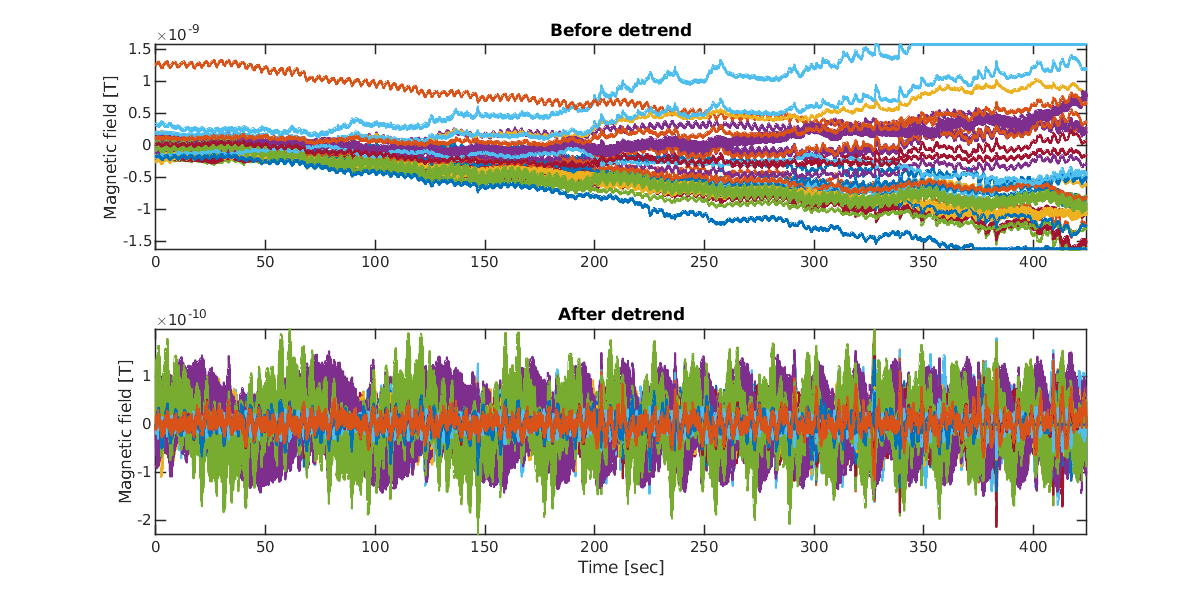 Before detrend
×10-9
1.5
1
0.5
0
-0.5
-1
-1.5
Magnetic field [T]
0 50 100 150 200 250 300 350 400
After detrend
×10-10
1
0
-1
-2
Magnetic field [T]
0 50 100 150 200 250 300 350 400
Time [sec]